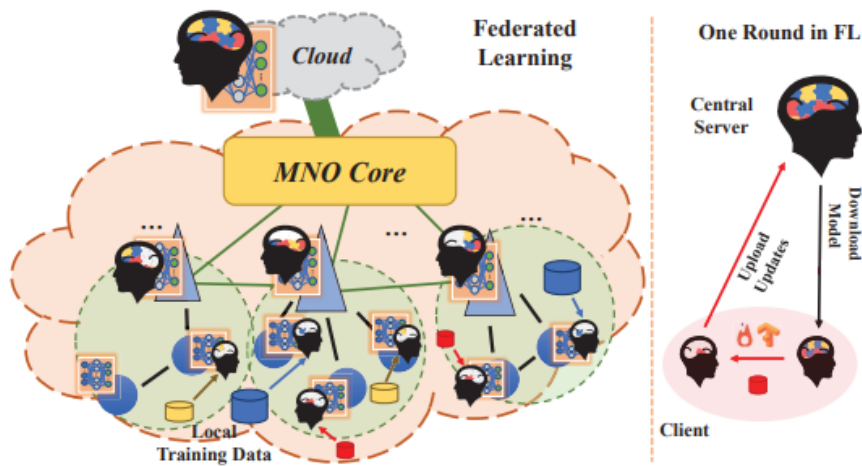 Cloud
Federated
Learning
MNO Core
...
...
...
Local
Training Data
One Round in FL
Central
Server
Download
Model
Upload
Updates
Client